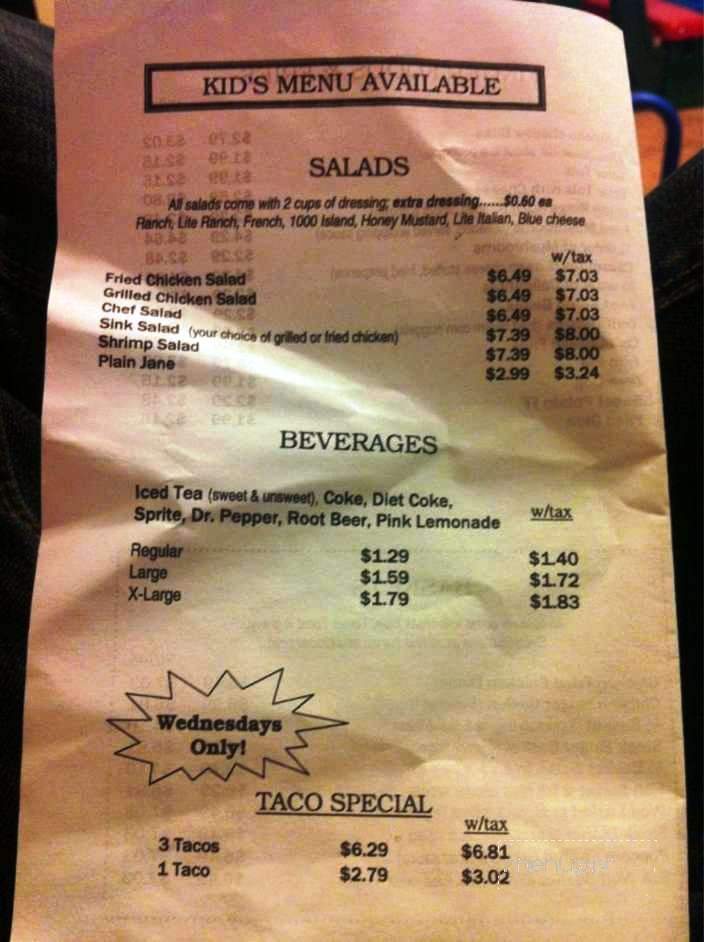 KID'S MENU AVAILABLE
SALADS
All salads come with 2 cups of dressing; extra dressing......$0.60 ea
Ranch, Lite Ranch, French, 1000 Island, Honey Mustard, Lite Italian, Blue cheese
w/tax
Fried Chicken Salad $6.49 $7.03
Grilled Chicken Salad $6.49 $7.03
Chef Salad $6.49 $7.03
Sink Salad (your choice of grilled or fried chicken) $7.39 $8.00
Shrimp Salad $7.39 $8.00
Plain Jane $2.99 $3.24
BEVERAGES
Iced Tea (sweet & unsweet), Coke, Diet Coke,
Sprite, Dr. Pepper, Root Beer, Pink Lemonade w/tax
Regular $1.29 $1.40
Large $1.59 $1.72
X-Large $1.79 $1.83
Wednesdays
Only!
TACO SPECIAL
w/tax
3 Tacos $6.29 $6.81
1 Taco $2.79 $3.02